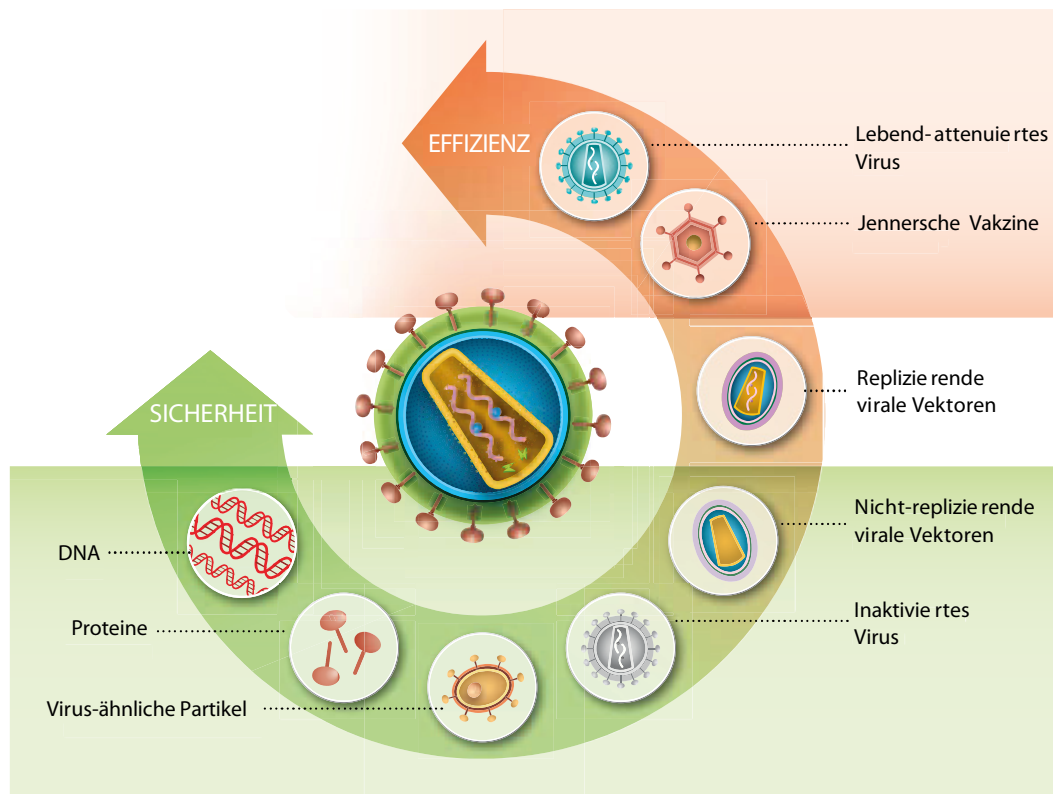 EFFIZIENZ
Lebend-attenuie rtes
Virus
Jennersche Vakzine
Replizie rende
virale Vektoren
SICHERHEIT
Nicht-replizie rende
virale Vektoren
DNA
Inaktivie rtes
Virus
Proteine
Virus-ähnliche Partikel